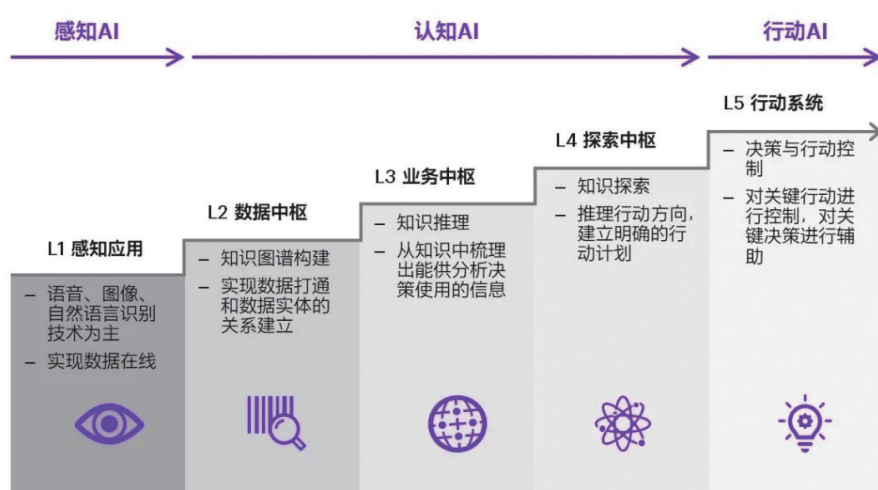 感知AI
认知AI
行动AI
L1 感知应用
– 语音、图像、
自然语言识别
技术为主
– 实现数据在线
L2 数据中枢
– 知识图谱构建
– 实现数据打通
和数据实体的
关系建立
L3 业务中枢
– 知识推理
– 从知识中梳理
出能供分析决
策使用的信息
L4 探索中枢
– 知识探索
– 推理行动方向，
建立明确的行
动计划
L5 行动系统
– 决策与行动控
制
– 对关键行动进
行控制，对关
键决策进行辅
助